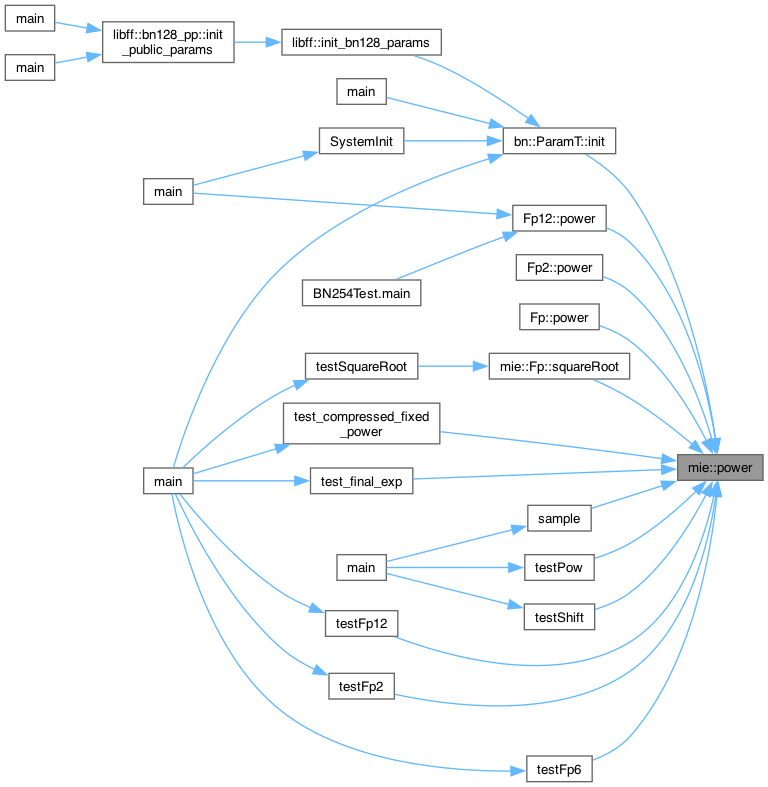 main
libff::bn128_pp::init
_public_params
libff::init_bn128_params
main
main
bn::ParamT::init
SystemInit
main
Fp12::power
Fp2::power
BN254Test.main
Fp::power
testSquareRoot
mie::Fp::squareRoot
test_compressed_fixed
_power
mie::power
main
test_final_exp
sample
main
testPow
testShift
testFp12
testFp2
testFp6